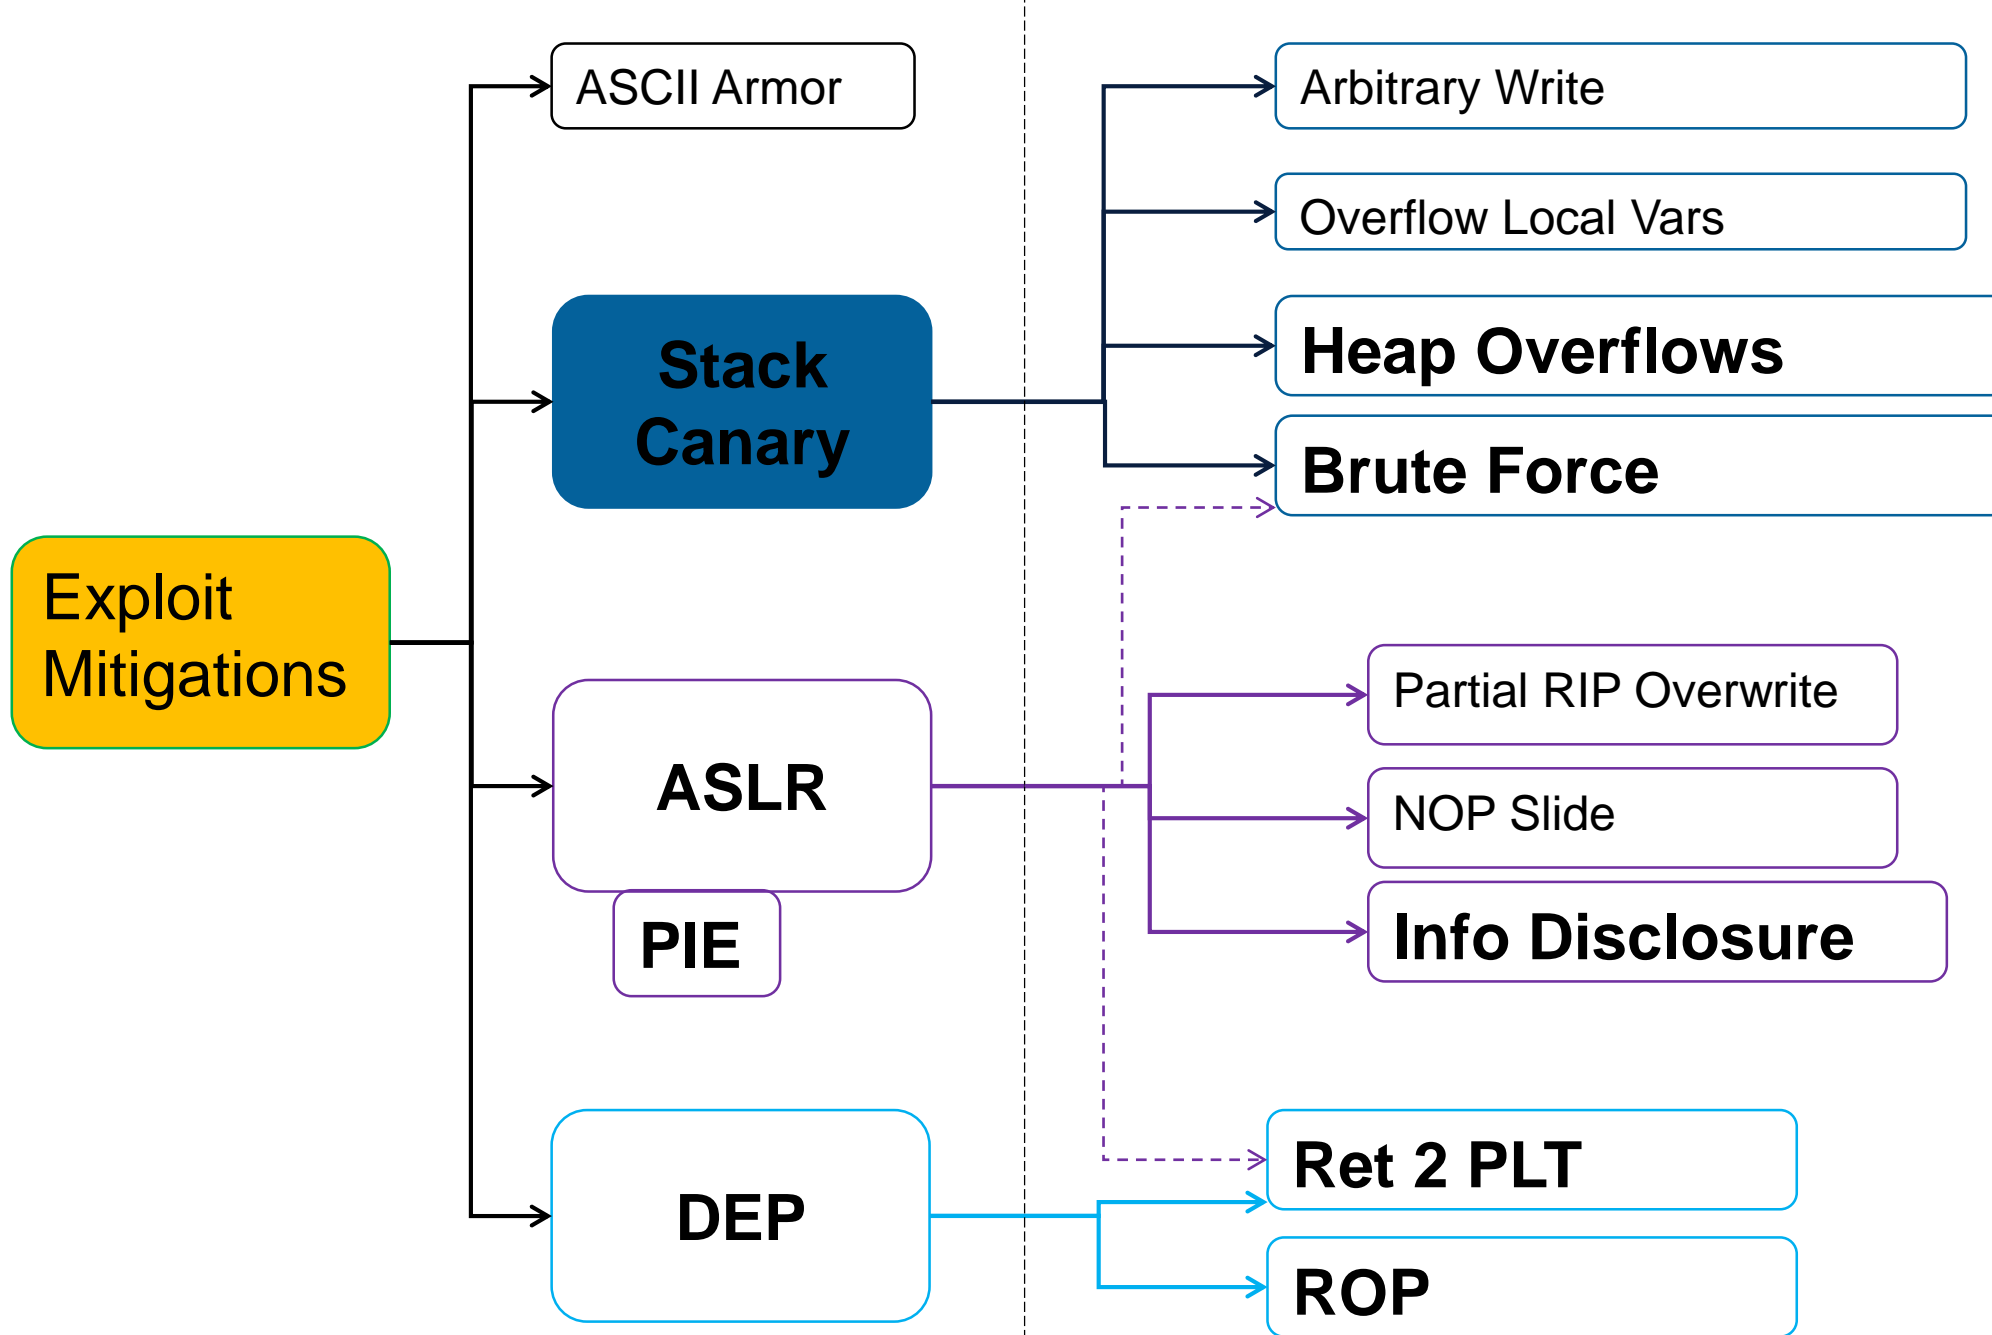 ASCII Armor
Arbitrary Write
Overflow Local Vars
Stack
Canary
Heap Overflows
Brute Force
Exploit
Mitigations
Partial RIP Overwrite
ASLR
NOP Slide
PIE
Info Disclosure
Ret 2 PLT
DEP
ROP